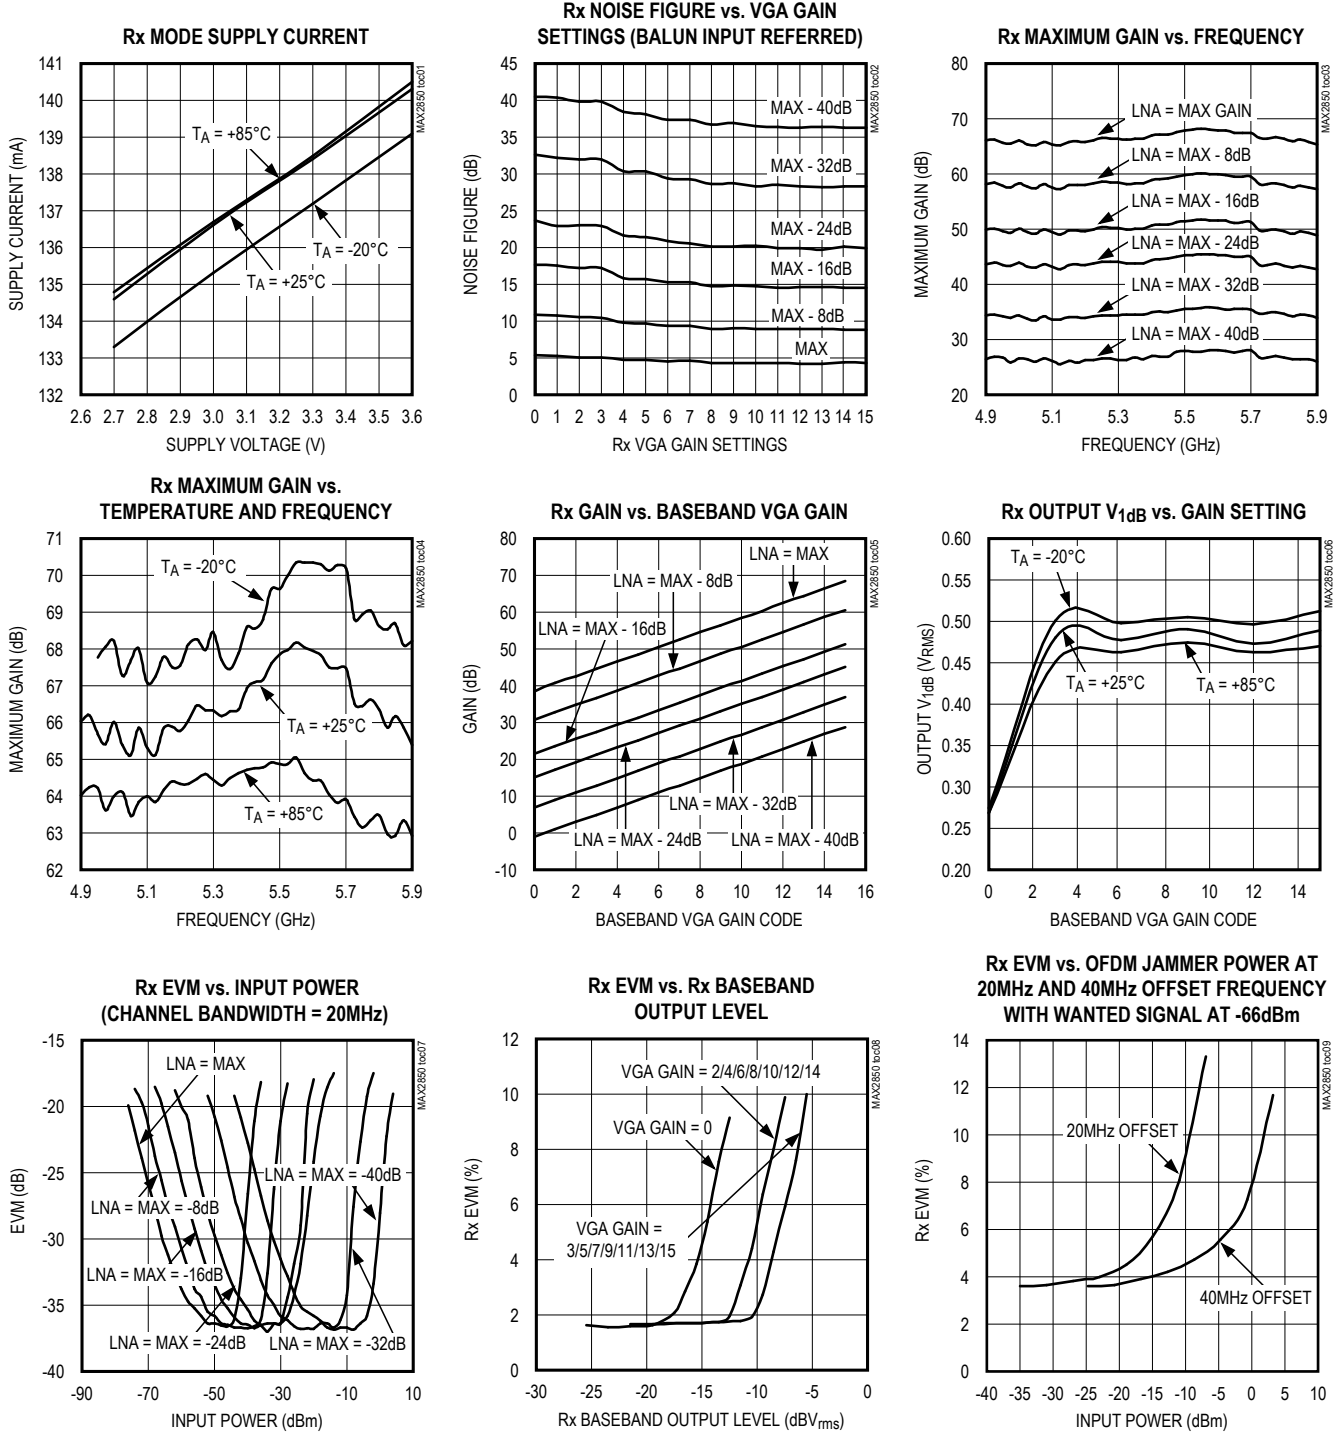 Rx MODE SUPPLY CURRENT
141
140
139
138
137
136
135
134
133
132
SUPPLY CURRENT (mA)
TA = +85°C
TA = -20°C
TA = +25°C
MAX2850 toc01
2.6 2.7 2.8 2.9 3.0 3.1 3.2 3.3 3.4 3.5 3.6
SUPPLY VOLTAGE (V)
Rx NOISE FIGURE vs. VGA GAIN
SETTINGS (BALUN INPUT REFERRED)
45
40
35
30
25
20
15
10
5
0
NOISE FIGURE (dB)
MAX - 40dB
MAX - 32dB
MAX - 24dB
MAX - 16dB
MAX - 8dB
MAX
MAX2850 toc02
0 1 2 3 4 5 6 7 8 9 10 11 12 13 14 15
Rx VGA GAIN SETTINGS
Rx MAXIMUM GAIN vs. FREQUENCY
80
70
60
50
40
30
20
MAXIMUM GAIN (dB)
LNA = MAX GAIN
LNA = MAX - 8dB
LNA = MAX - 16dB
LNA = MAX - 24dB
LNA = MAX - 32dB
LNA = MAX - 40dB
MAX2850 toc03
4.9 5.1 5.3 5.5 5.7 5.9
FREQUENCY (GHz)
Rx MAXIMUM GAIN vs.
TEMPERATURE AND FREQUENCY
71
70
69
68
67
66
65
64
63
62
MAXIMUM GAIN (dB)
TA = -20°C
TA = +25°C
TA = +85°C
MAX2850 toc04
4.9 5.1 5.3 5.5 5.7 5.9
FREQUENCY (GHz)
Rx GAIN vs. BASEBAND VGA GAIN
80
70
60
50
40
30
20
10
0
-10
GAIN (dB)
LNA = MAX
LNA = MAX - 8dB
LNA = MAX - 16dB
LNA = MAX - 32dB
LNA = MAX - 24dB
LNA = MAX - 40dB
MAX2850 toc05
0 2 4 6 8 10 12 14 16
BASEBAND VGA GAIN CODE
Rx OUTPUT V1dB vs. GAIN SETTING
0.60
0.55
0.50
0.45
0.40
0.35
0.30
0.25
0.20
OUTPUT V1dB (VRMS)
TA = -20°C
TA = +25°C
TA = +85°C
MAX2850 toc06
0 2 4 6 8 10 12 14
BASEBAND VGA GAIN CODE
Rx EVM vs. INPUT POWER
(CHANNEL BANDWIDTH = 20MHz)
-15
-20
-25
-30
-35
-40
EVM (dB)
LNA = MAX
LNA = MAX = -40dB
LNA = MAX = -8dB
LNA = MAX = -16dB
LNA = MAX = -24dB
LNA = MAX = -32dB
MAX2850 toc07
-90 -70 -50 -30 -10 10
INPUT POWER (dBm)
Rx EVM vs. Rx BASEBAND
OUTPUT LEVEL
12
10
8
6
4
2
0
Rx EVM (%)
VGA GAIN = 2/4/6/8/10/12/14
VGA GAIN = 0
VGA GAIN =
3/5/7/9/11/13/15
MAX2850 toc08
-30 -25 -20 -15 -10 -5 0
Rx BASEBAND OUTPUT LEVEL (dBVrms)
Rx EVM vs. OFDM JAMMER POWER AT
20MHz AND 40MHz OFFSET FREQUENCY
WITH WANTED SIGNAL AT -66dBm
14
12
10
8
6
4
2
0
Rx EVM (%)
20MHz OFFSET
40MHz OFFSET
MAX2850 toc09
-40 -35 -30 -25 -20 -15 -10 -5 0 5 10
INPUT POWER (dBm)